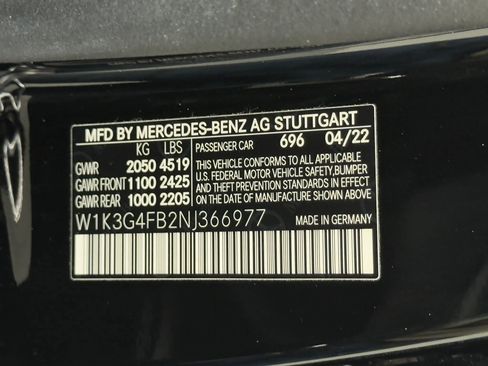 MFD BY MERCEDES-BENZ AG STUTTGART
KG LBS PASSENGER CAR 696 04/22
GVWR 2050 4519
GAWR FRONT 1100 2425
GAWR REAR 1000 2205
THIS VEHICLE CONFORMS TO ALL APPLICABLE
U.S. FEDERAL MOTOR VEHICLE SAFETY, BUMPER
AND THEFT PREVENTION STANDARDS IN EFFECT
ON THE DATE OF MANUFACTURE SHOWN ABOVE.
W1K3G4FB2NJ366977 MADE IN GERMANY